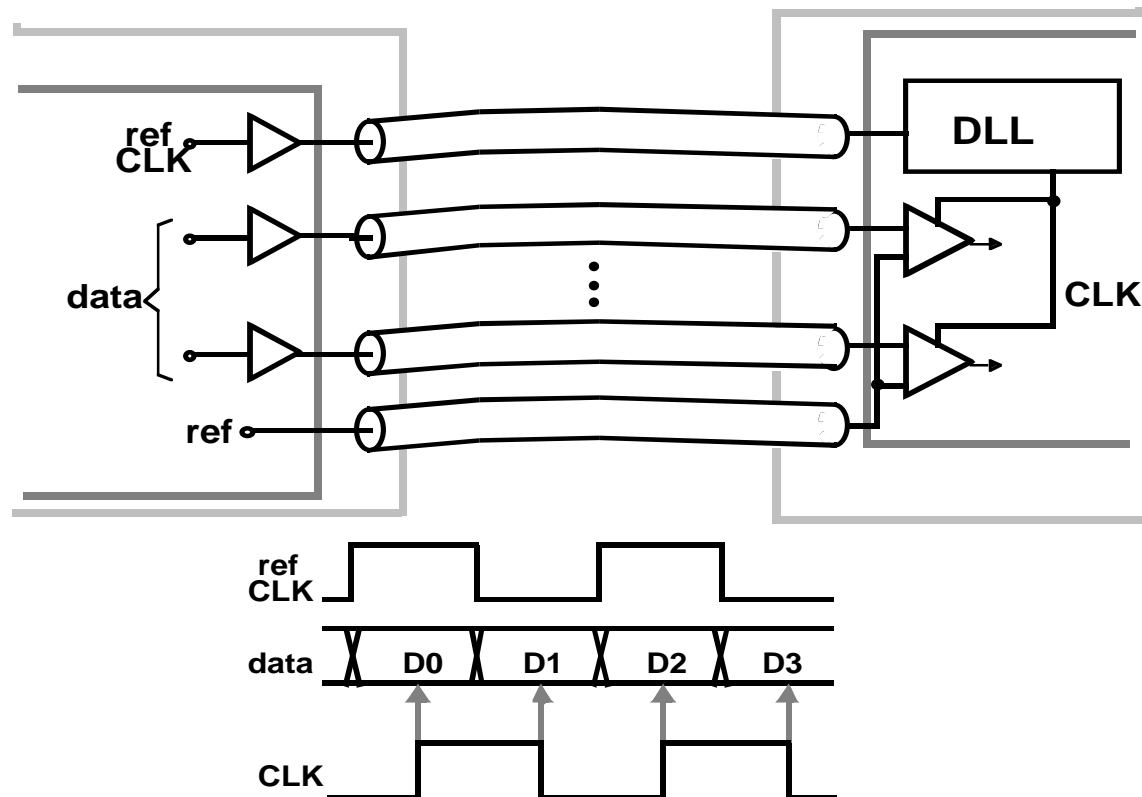 ref
CLK
DLL
data
CLK
ref
ref
CLK
data D0 D1 D2 D3
CLK